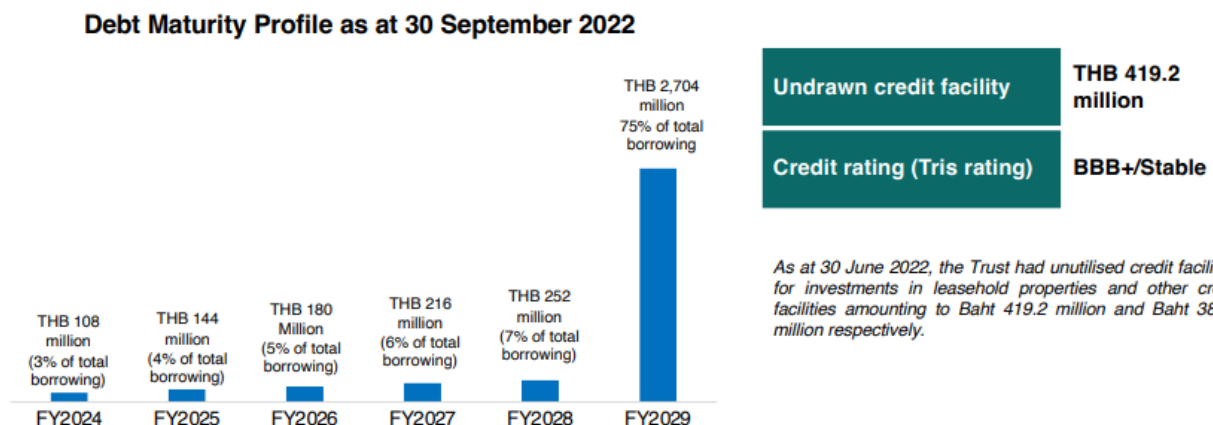 Debt Maturity Profile as at 30 September 2022
THB 108
million
(3% of total
borrowing)
THB 144
million
(4% of total
borrowing)
THB 180
Million
(5% of total
borrowing)
THB 216
million
(6% of total
borrowing)
THB 252
million
(7% of total
borrowing)
THB 2,704
million
75% of total
borrowing
FY2024 FY2025 FY2026 FY2027 FY2028 FY2029
Undrawn credit facility
THB 419.2
million
Credit rating (Tris rating)
BBB+/Stable
As at 30 June 2022, the Trust had unutilised credit
for investments in leasehold properties and other
facilities amounting to Baht 419.2 million and Baht
million respectively.